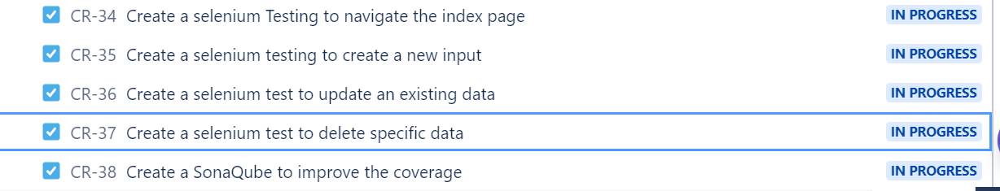 CR-34 Create a selenium Testing to navigate the index page IN PROGRESS
CR-35 Create a selenium testing to create a new input IN PROGRESS
CR-36 Create a selenium test to update an existing data IN PROGRESS
CR-37 Create a selenium test to delete specific data IN PROGRESS
CR-38 Create a SonaQube to improve the coverage IN PROGRESS